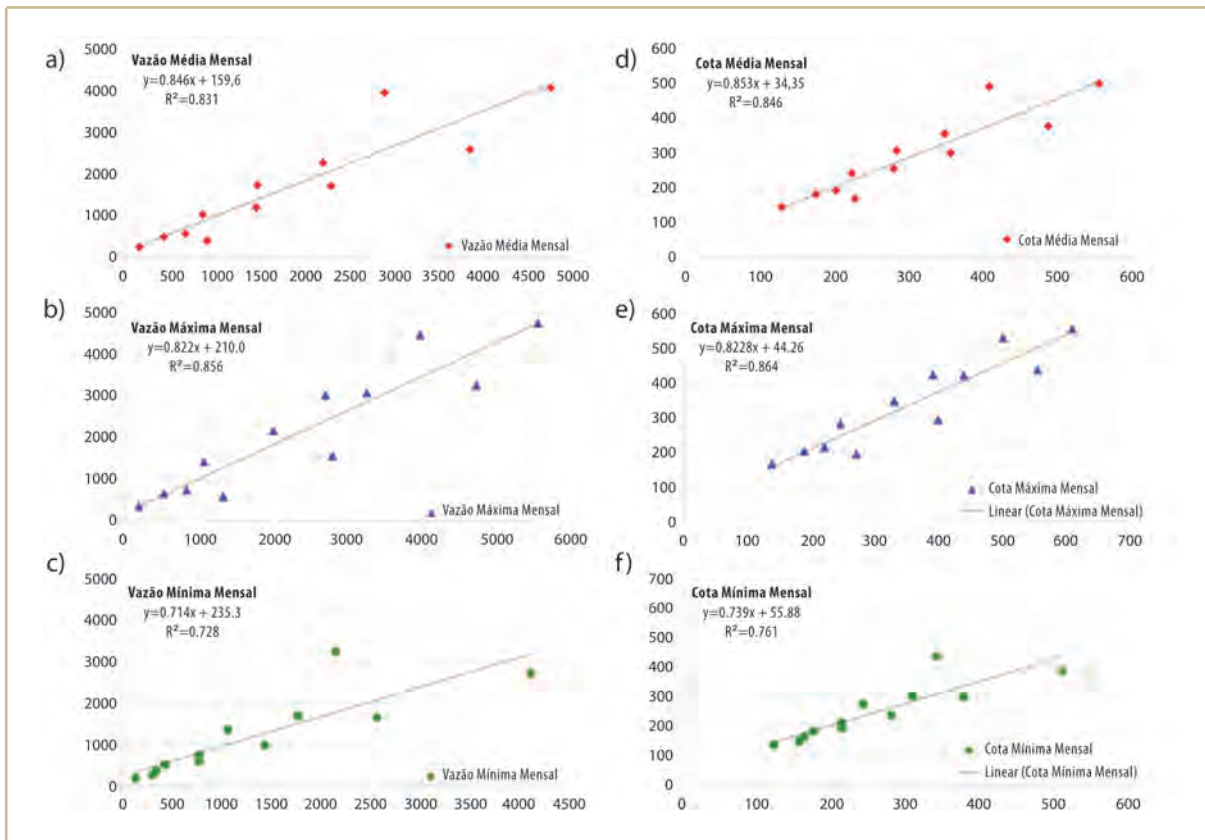 a)
Vazão Média Mensal
y=0.846x + 159,6
R²=0.831
5000
4000
3000
2000
1000
0
0 500 1000 1500 2000 2500 3000 3500 4000 4500 5000
Vazão Média Mensal
d)
Cota Média Mensal
y=0.853x + 34,35
R²=0.846
600
500
400
300
200
100
0
0 100 200 300 400 500 600
Cota Média Mensal
b)
Vazão Máxima Mensal
y=0.822x + 210.0
R²=0.856
5000
4000
3000
2000
1000
0
0 1000 2000 3000 4000 5000 6000
Vazão Máxima Mensal
e)
Cota Máxima Mensal
y=0.8228x + 44.26
R²=0.864
600
500
400
300
200
100
0
0 100 200 300 400 500 600 700
Cota Máxima Mensal
Linear (Cota Máxima Mensal)
c)
Vazão Mínima Mensal
y=0.714x + 235.3
R²=0.728
5000
4000
3000
2000
1000
0
0 500 1000 1500 2000 2500 3000 3500 4000 4500
Vazão Mínima Mensal
f)
Cota Mínima Mensal
y=0.739x + 55.88
R²=0.761
700
600
500
400
300
200
100
0
0 100 200 300 400 500 600
Cota Mínima Mensal
Linear (Cota Mínima Mensal)